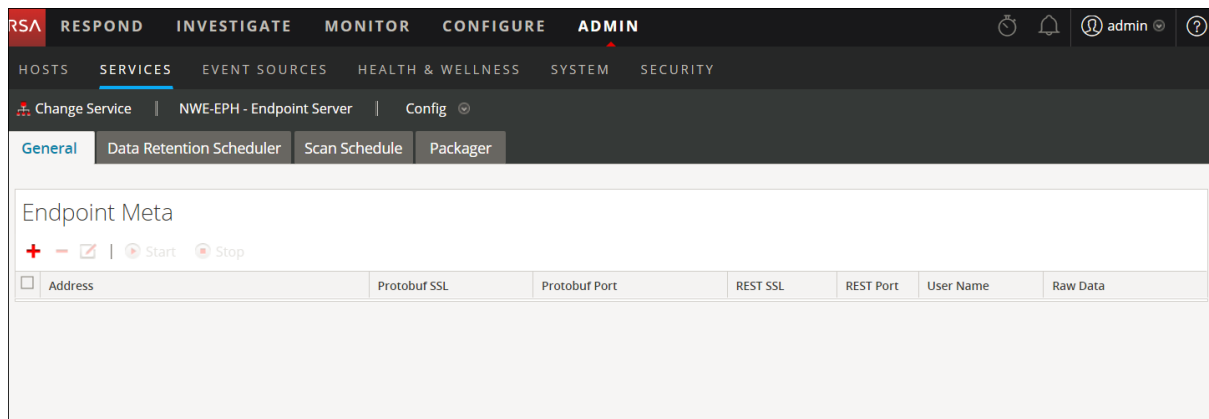 RSA RESPOND INVESTIGATE MONITOR CONFIGURE ADMIN admin ?
HOSTS SERVICES EVENT SOURCES HEALTH & WELLNESS SYSTEM SECURITY
Change Service NWE-EPH - Endpoint Server Config
General Data Retention Scheduler Scan Schedule Packager
Endpoint Meta
Start Stop
Address Protobuf SSL Protobuf Port REST SSL REST Port User Name Raw Data